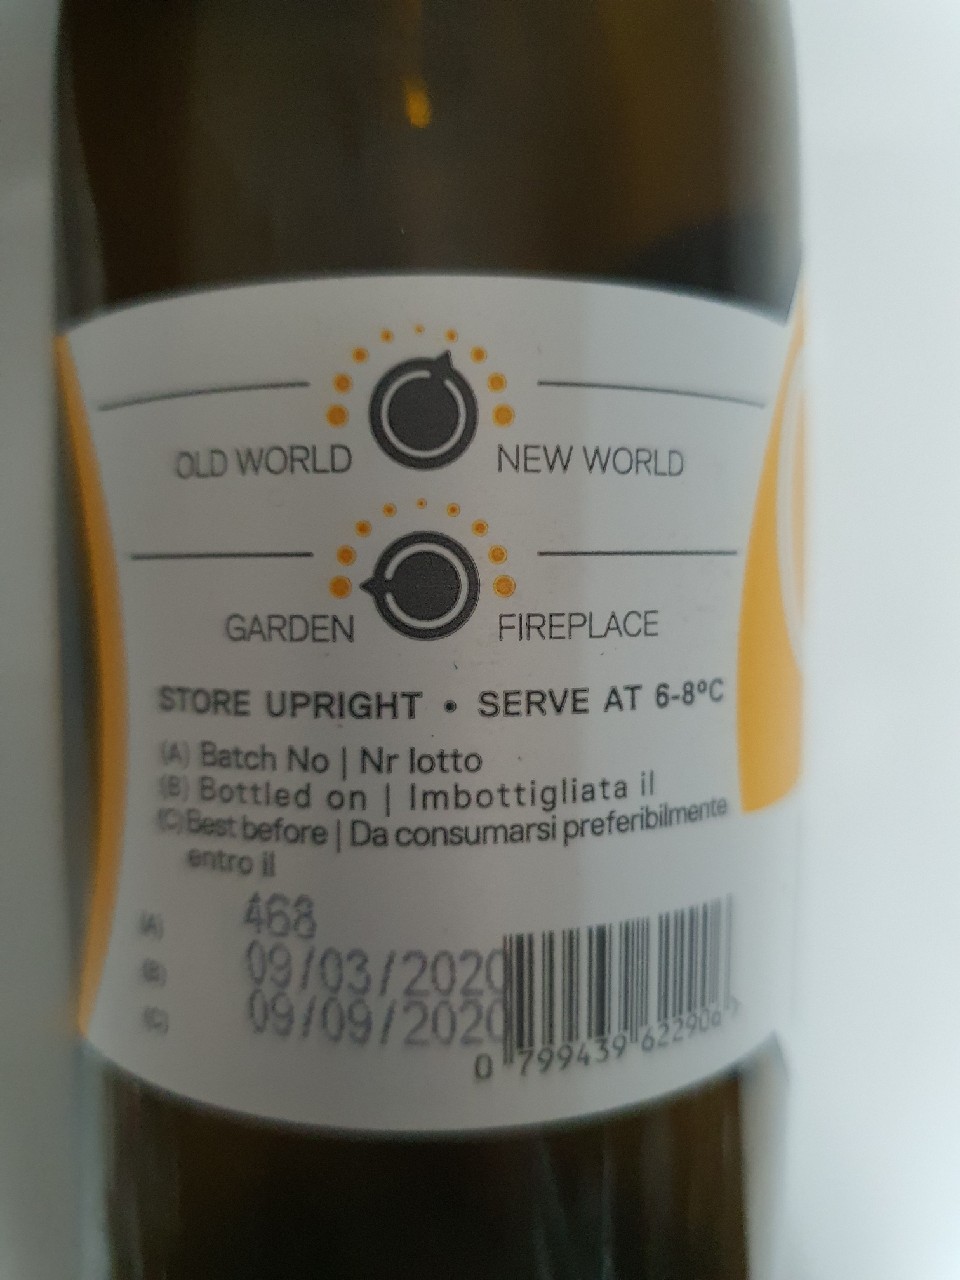 OLD WORLD NEW WORLD
GARDEN FIREPLACE
STORE UPRIGHT • SERVE AT 6-8ºC
(A) Batch No | Nr lotto
(B) Bottled on | Imbottigliata il
(C) Best before | Da consumarsi preferibilmente
entro il
(A) 468
(B) 09/03/2020
(C) 09/09/2020
0 799439 622906 >